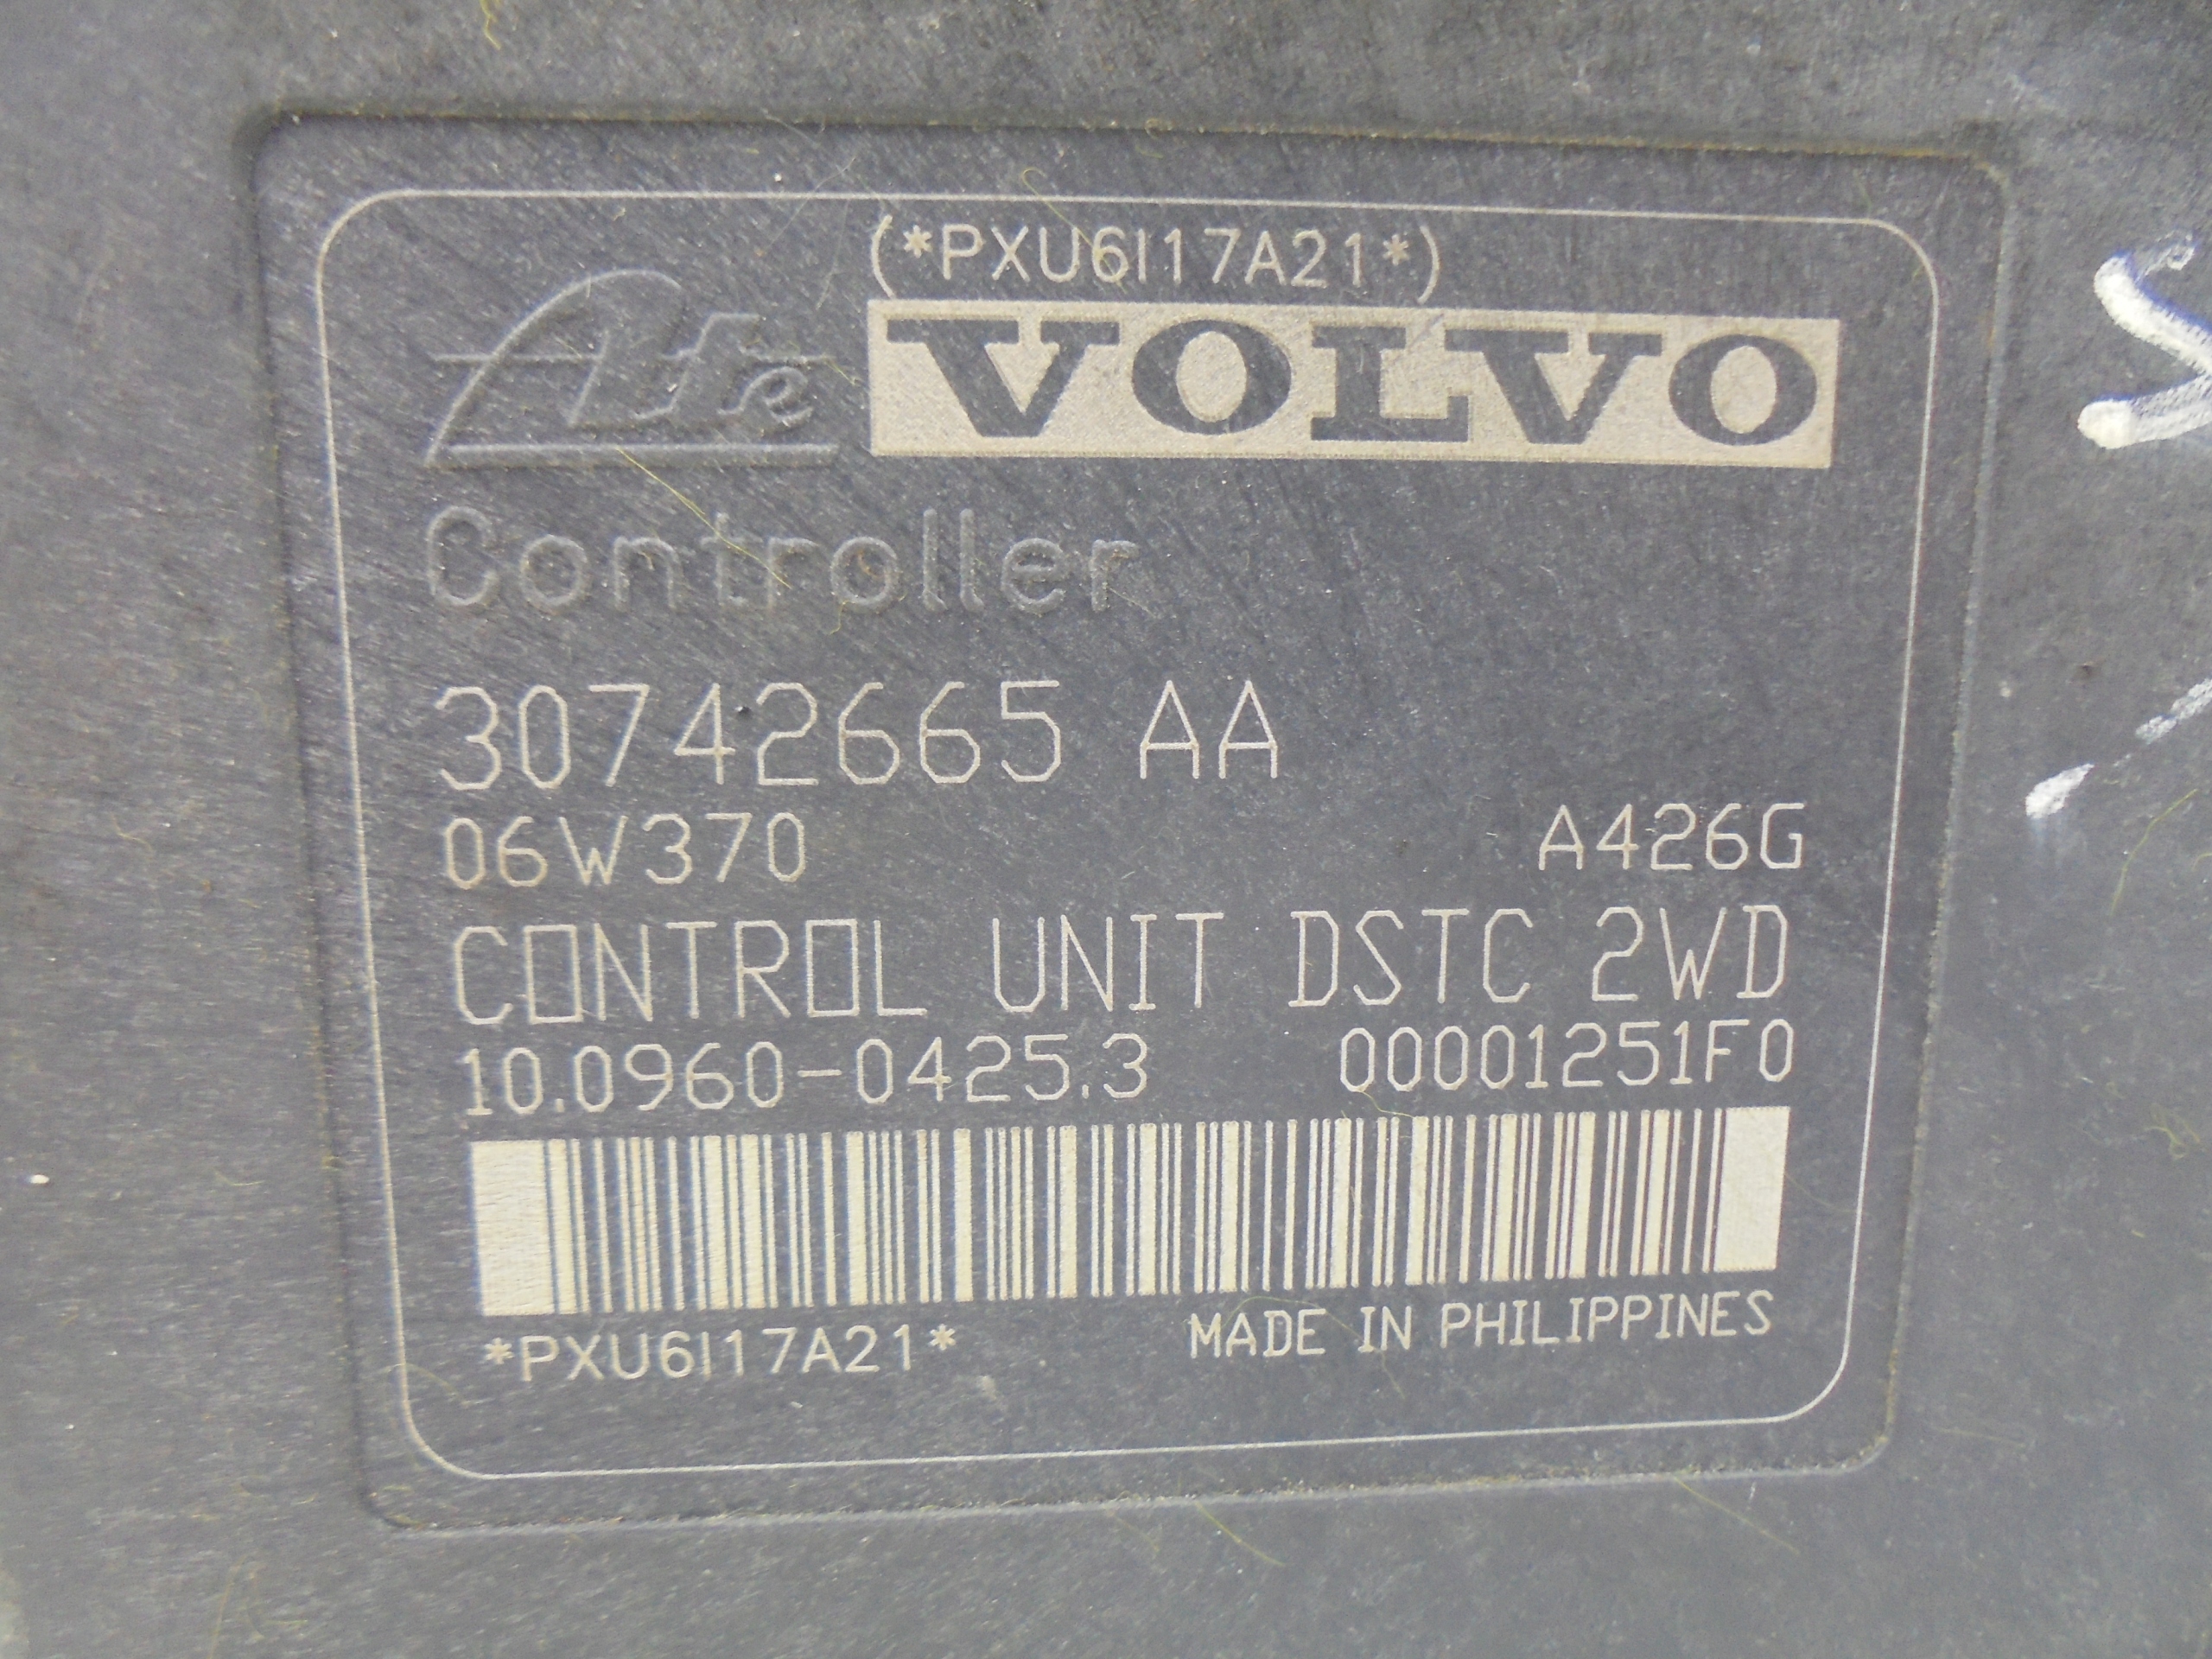 (*PXU6I17A21*)
Ate VOLVO
Controller
30742665 AA
06W370 A426G
CONTROL UNIT DSTC 2WD
10.0960-0425.3 00001251F0
*PXU6I17A21* MADE IN PHILIPPINES